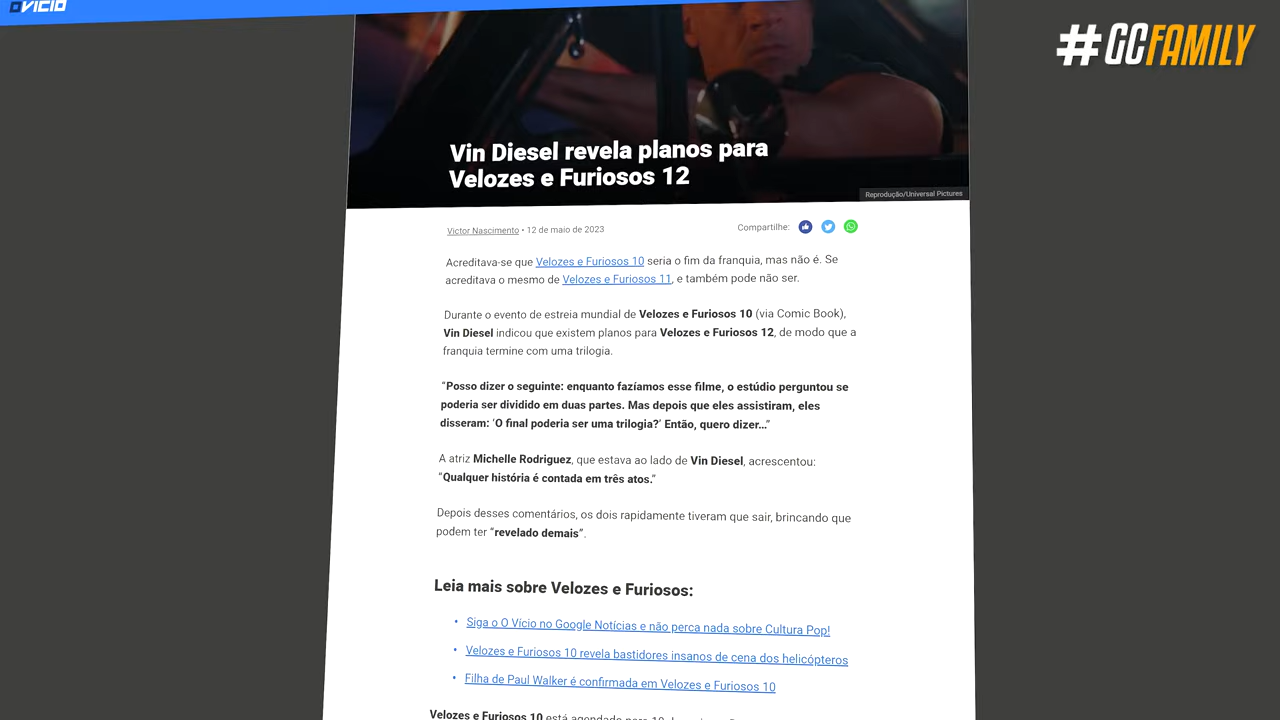 OVICIO
#GCFAMILY
Vin Diesel revela planos para
Velozes e Furiosos 12
Reprodução/Universal Pictures
Victor Nascimento • 12 de maio de 2023
Compartilhe:
Acreditava-se que Velozes e Furiosos 10 seria o fim da franquia, mas não é. Se
acreditava o mesmo de Velozes e Furiosos 11, e também pode não ser.
Durante o evento de estreia mundial de Velozes e Furiosos 10 (via Comic Book),
Vin Diesel indicou que existem planos para Velozes e Furiosos 12, de modo que a
franquia termine com uma trilogia.
“Posso dizer o seguinte: enquanto fazíamos esse filme, o estúdio perguntou se
poderia ser dividido em duas partes. Mas depois que eles assistiram, eles
disseram: ‘O final poderia ser uma trilogia?’ Então, quero dizer…”
A atriz Michelle Rodriguez, que estava ao lado de Vin Diesel, acrescentou:
“Qualquer história é contada em três atos.”
Depois desses comentários, os dois rapidamente tiveram que sair, brincando que
podem ter “revelado demais”.
Leia mais sobre Velozes e Furiosos:
• Siga o O Vício no Google Notícias e não perca nada sobre Cultura Pop!
• Velozes e Furiosos 10 revela bastidores insanos de cena dos helicópteros
• Filha de Paul Walker é confirmada em Velozes e Furiosos 10
Velozes e Furiosos 10 está agendado para